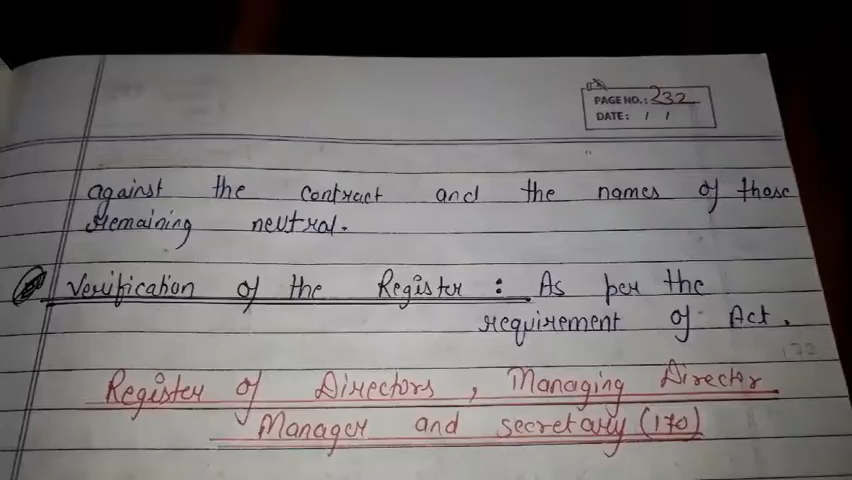 PAGE NO.: 232
DATE: / /
against the contract and the names of those
remaining neutral.
Verification of the Register : As per the
requirement of Act.
172
Register of Directors, Managing Director
Manager and secretary (170)